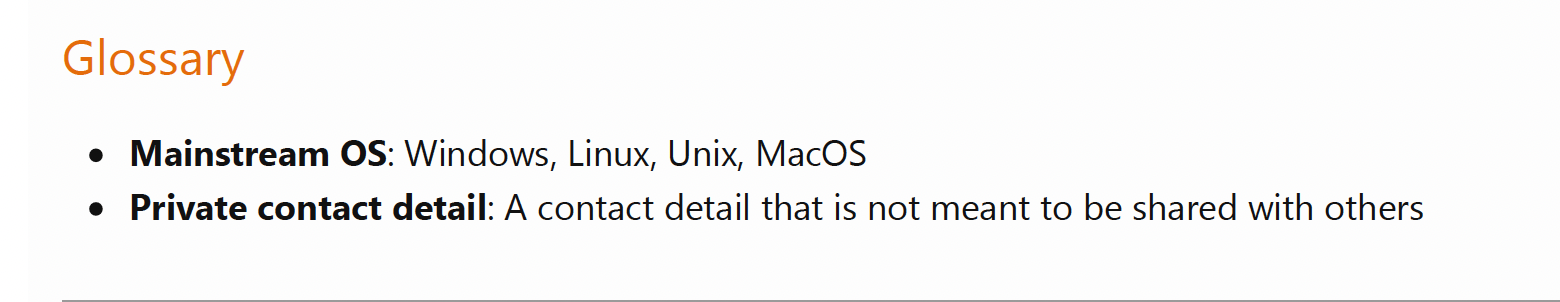 Glossary
• Mainstream OS: Windows, Linux, Unix, MacOS
• Private contact detail: A contact detail that is not meant to be shared with others